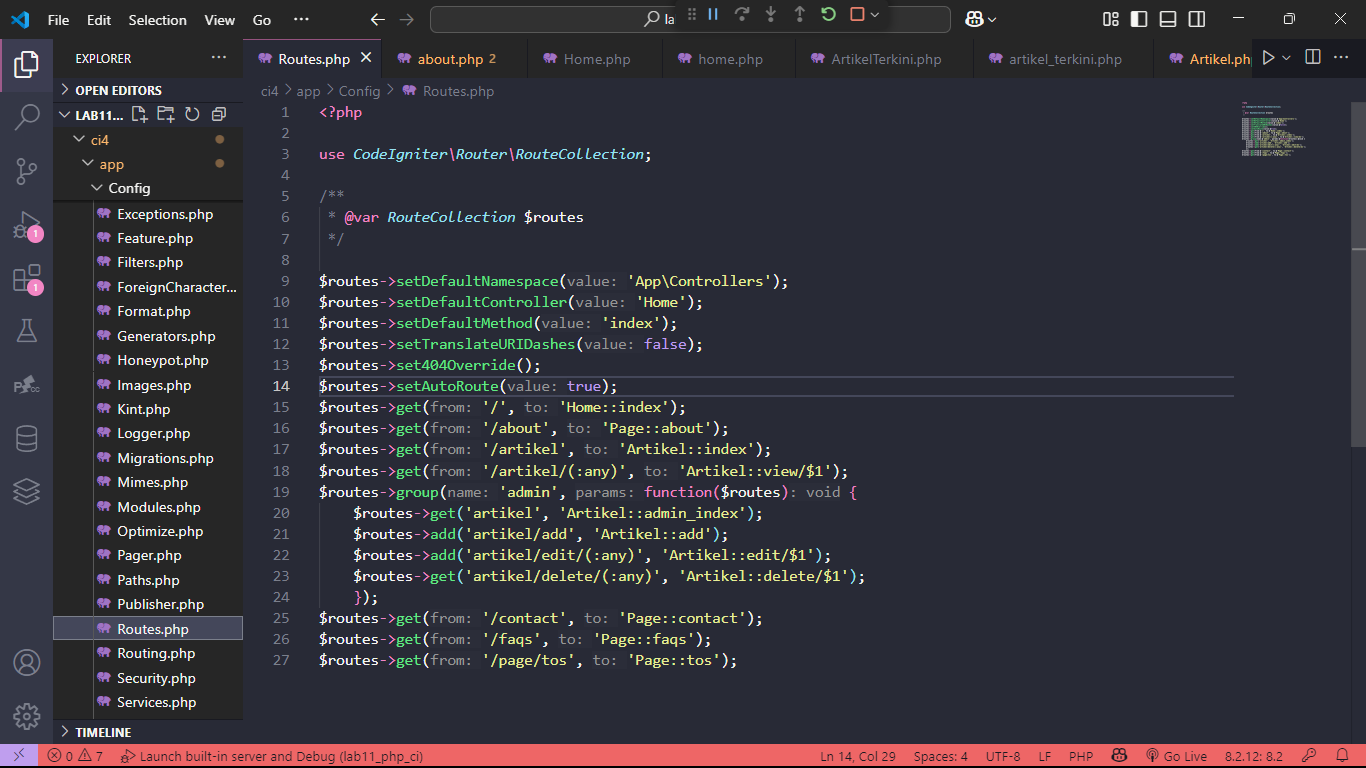 File Edit Selection View Go ··· la
EXPLORER ···
OPEN EDITORS
LAB11...
ci4
app
Config
Exceptions.php
Feature.php
Filters.php
ForeignCharacter...
Format.php
Generators.php
Honeypot.php
Images.php
Kint.php
Logger.php
Migrations.php
Mimes.php
Modules.php
Optimize.php
Pager.php
Paths.php
Publisher.php
Routes.php
Routing.php
Security.php
Services.php
TIMELINE
1
1
Routes.php about.php 2 Home.php home.php ArtikelTerkini.php artikel_terkini.php Artikel.ph ···
ci4 > app > Config > Routes.php
1 <?php
2
3 use CodeIgniter\Router\RouteCollection;
4
5 /**
6 * @var RouteCollection $routes
7 */
8
9 $routes->setDefaultNamespace(value: 'App\Controllers');
10 $routes->setDefaultController(value: 'Home');
11 $routes->setDefaultMethod(value: 'index');
12 $routes->setTranslateURIDashes(value: false);
13 $routes->set404Override();
14 $routes->setAutoRoute(value: true);
15 $routes->get(from: '/', to: 'Home::index');
16 $routes->get(from: '/about', to: 'Page::about');
17 $routes->get(from: '/artikel', to: 'Artikel::index');
18 $routes->get(from: '/artikel/(:any)', to: 'Artikel::view/$1');
19 $routes->group(name: 'admin', params: function($routes): void {
20 $routes->get('artikel', 'Artikel::admin_index');
21 $routes->add('artikel/add', 'Artikel::add');
22 $routes->add('artikel/edit/(:any)', 'Artikel::edit/$1');
23 $routes->get('artikel/delete/(:any)', 'Artikel::delete/$1');
24 });
25 $routes->get(from: '/contact', to: 'Page::contact');
26 $routes->get(from: '/faqs', to: 'Page::faqs');
27 $routes->get(from: '/page/tos', to: 'Page::tos');
0 7 Launch built-in server and Debug (lab11_php_ci) Ln 14, Col 29 Spaces: 4 UTF-8 LF PHP Go Live 8.2.12: 8.2